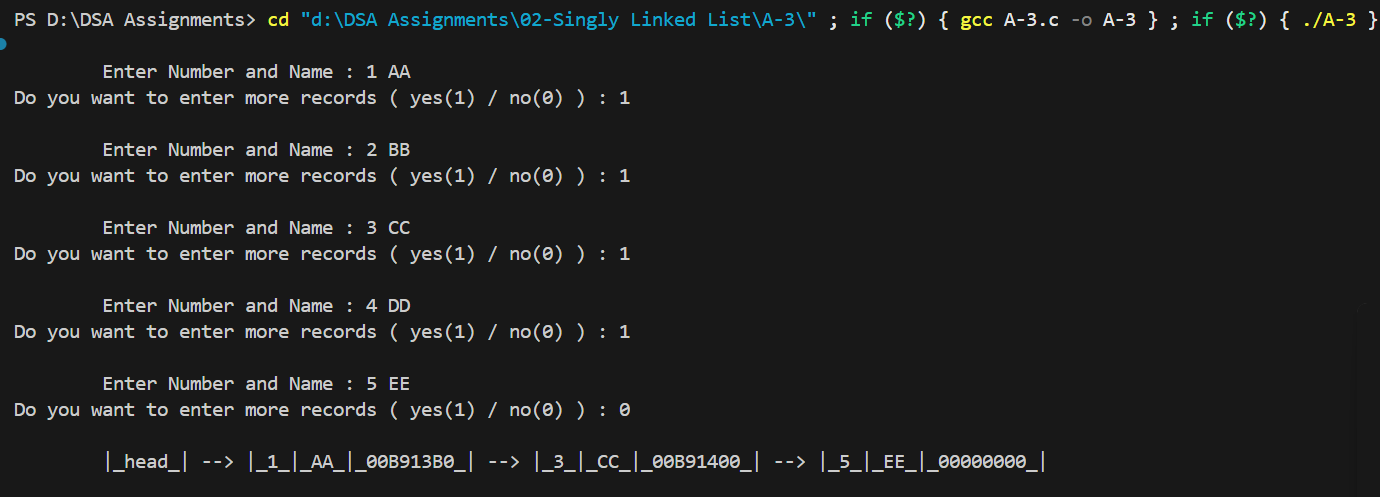 PS D:\DSA Assignments> cd "d:\DSA Assignments\02-Singly Linked List\A-3\" ; if ($?) { gcc A-3.c -o A-3 } ; if ($?) { ./A-3 }
Enter Number and Name : 1 AA
Do you want to enter more records ( yes(1) / no(0) ) : 1
Enter Number and Name : 2 BB
Do you want to enter more records ( yes(1) / no(0) ) : 1
Enter Number and Name : 3 CC
Do you want to enter more records ( yes(1) / no(0) ) : 1
Enter Number and Name : 4 DD
Do you want to enter more records ( yes(1) / no(0) ) : 1
Enter Number and Name : 5 EE
Do you want to enter more records ( yes(1) / no(0) ) : 0
|_head_| --> |_1_|_AA_|_00B913B0_| --> |_3_|_CC_|_00B91400_| --> |_5_|_EE_|_00000000_|